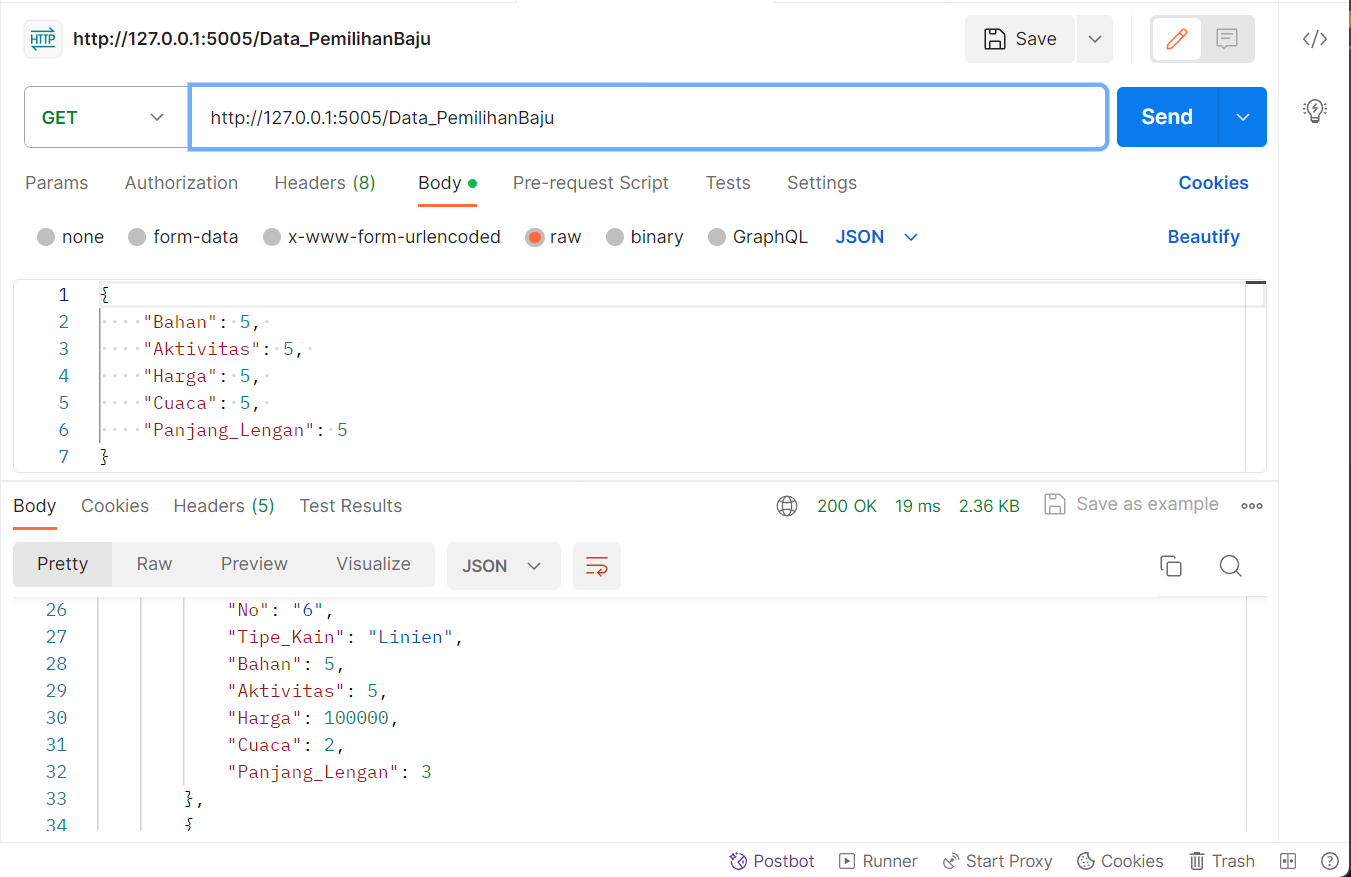 HTTP http://127.0.0.1:5005/Data_PemilihanBaju Save
GET http://127.0.0.1:5005/Data_PemilihanBaju Send
Params Authorization Headers (8) Body Pre-request Script Tests Settings Cookies
none form-data x-www-form-urlencoded raw binary GraphQL JSON Beautify
1 {
2 "Bahan": 5,
3 "Aktivitas": 5,
4 "Harga": 5,
5 "Cuaca": 5,
6 "Panjang_Lengan": 5
7 }
Body Cookies Headers (5) Test Results 200 OK 19 ms 2.36 KB Save as example
Pretty Raw Preview Visualize JSON
26 "No": "6",
27 "Tipe_Kain": "Linien",
28 "Bahan": 5,
29 "Aktivitas": 5,
30 "Harga": 100000,
31 "Cuaca": 2,
32 "Panjang_Lengan": 3
33 },
34 {
Postbot Runner Start Proxy Cookies Trash